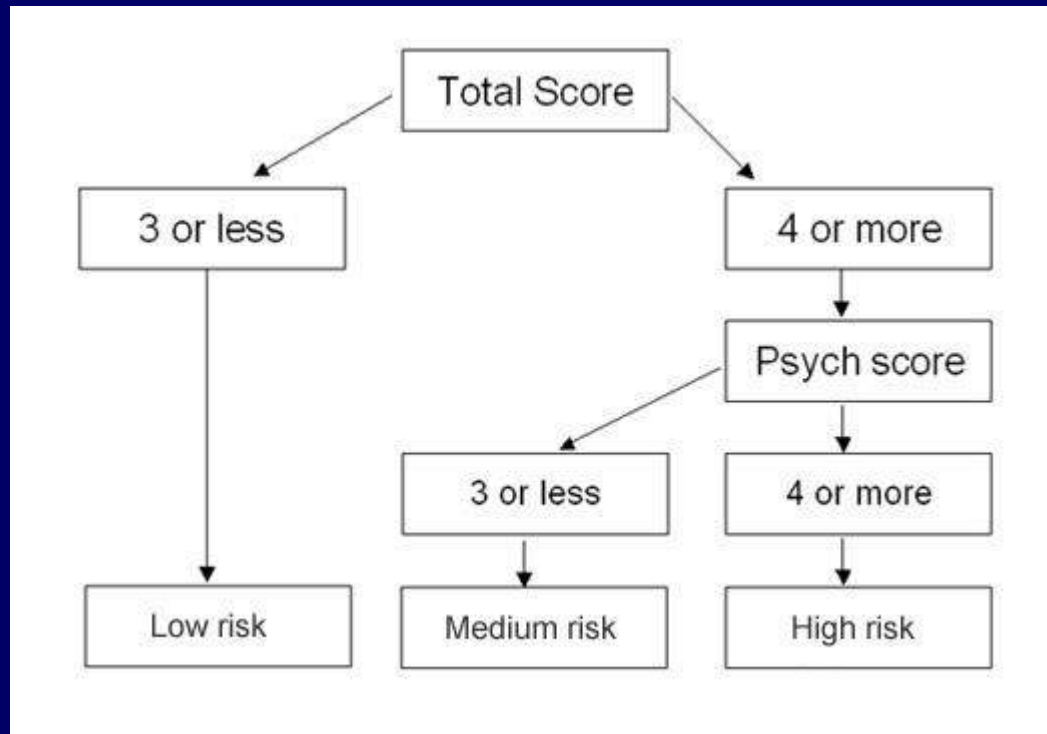 Total Score
3 or less
4 or more
Psych score
3 or less
4 or more
Low risk
Medium risk
High risk